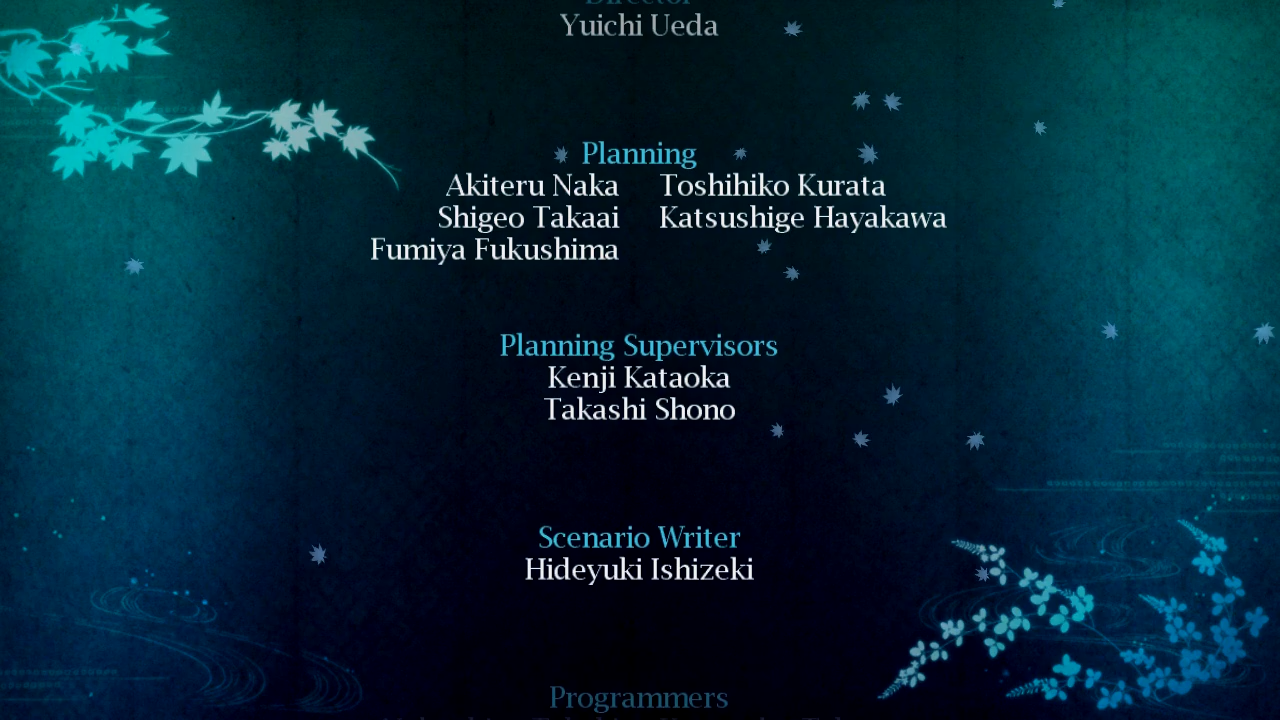 Director
Yuichi Ueda
Planning
Akiteru Naka Toshihiko Kurata
Shigeo Takaai Katsushige Hayakawa
Fumiya Fukushima
Planning Supervisors
Kenji Kataoka
Takashi Shono
Scenario Writer
Hideyuki Ishizeki
Programmers